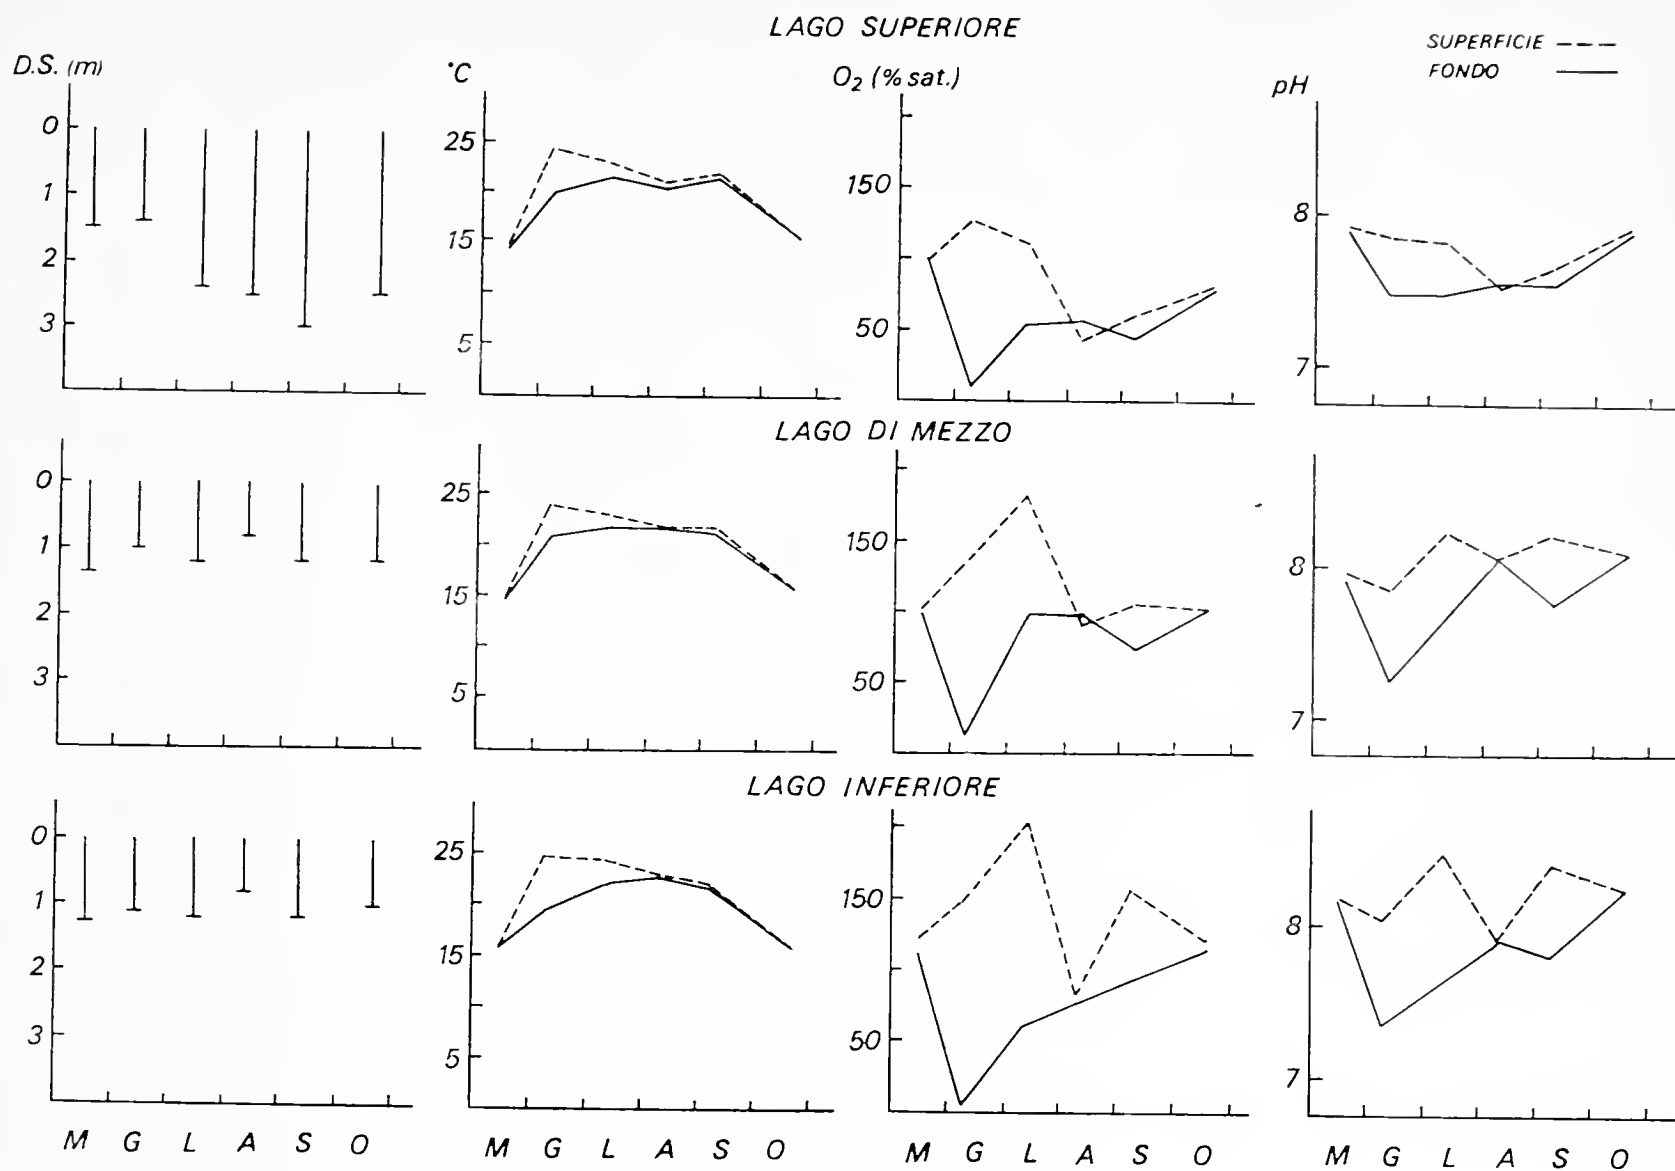 LAGO SUPERIORE
SUPERFICIE
FONDO
D.S. (m)
°C
O₂ (% sat.)
pH
0
1
2
3
25
15
5
150
50
8
7
LAGO DI MEZZO
0
1
2
3
25
15
5
150
50
8
7
LAGO INFERIORE
0
1
2
3
25
15
5
150
50
8
7
M G L A S O
M G L A S O
M G L A S O
M G L A S O